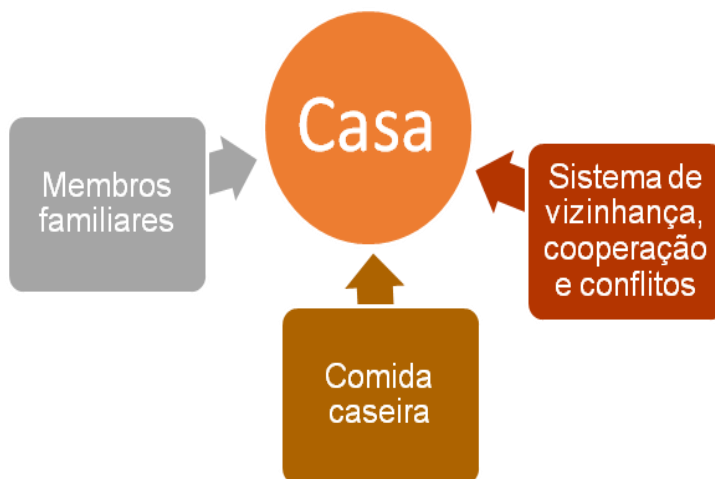 Casa
Membros
familiares
Sistema de
vizinhança,
cooperação
e conflitos
Comida
caseira